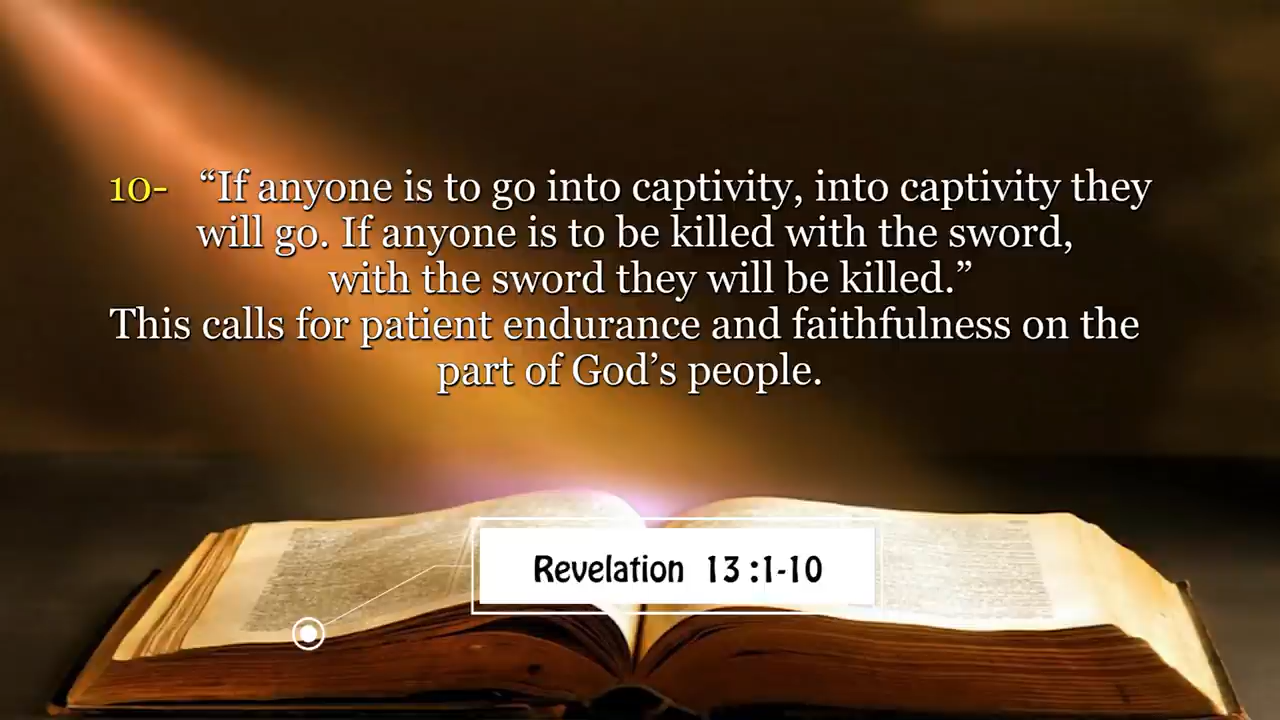 10- “If anyone is to go into captivity, into captivity they
will go. If anyone is to be killed with the sword,
with the sword they will be killed.”
This calls for patient endurance and faithfulness on the
part of God’s people.
Revelation 13 :1-10